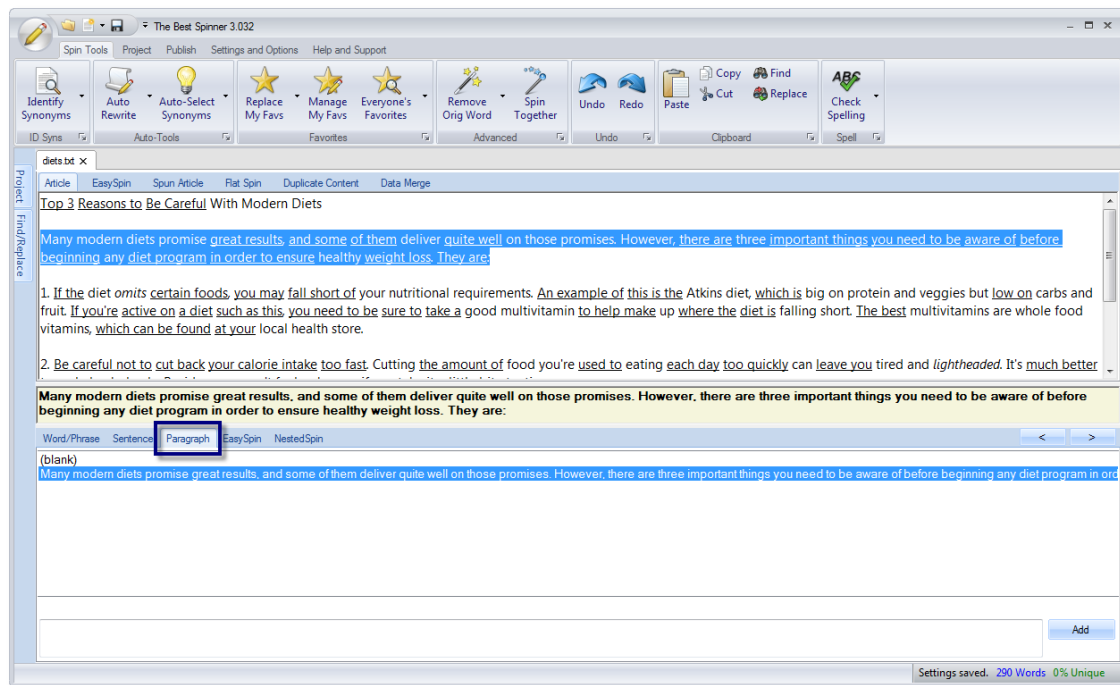 The Best Spinner 3.032
Spin Tools Project Publish Settings and Options Help and Support
Identify Synonyms
Auto Rewrite
Auto-Select Synonyms
Replace My Favs
Manage My Favs
Everyone's Favorites
Remove Orig Word
Spin Together
Undo
Redo
Paste
Copy
Cut
Find
Replace
ABC
Check Spelling
ID Syns Auto-Tools Favorites Advanced Undo Clipboard Spell
diets.txt
Project
Find/Replace
Article EasySpin Spun Article Flat Spin Duplicate Content Data Merge
Top 3 Reasons to Be Careful With Modern Diets
Many modern diets promise great results, and some of them deliver quite well on those promises. However, there are three important things you need to be aware of before
beginning any diet program in order to ensure healthy weight loss. They are:
1. If the diet omits certain foods, you may fall short of your nutritional requirements. An example of this is the Atkins diet, which is big on protein and veggies but low on carbs and
fruit. If you're active on a diet such as this, you need to be sure to take a good multivitamin to help make up where the diet is falling short. The best multivitamins are whole food
vitamins, which can be found at your local health store.
2. Be careful not to cut back your calorie intake too fast. Cutting the amount of food you're used to eating each day too quickly can leave you tired and lightheaded. It's much better
Many modern diets promise great results, and some of them deliver quite well on those promises. However, there are three important things you need to be aware of before
beginning any diet program in order to ensure healthy weight loss. They are:
Word/Phrase Sentence Paragraph EasySpin NestedSpin < >
(blank)
Many modern diets promise great results, and some of them deliver quite well on those promises. However, there are three important things you need to be aware of before beginning any diet program in ord
Add
Settings saved. 290 Words 0% Unique